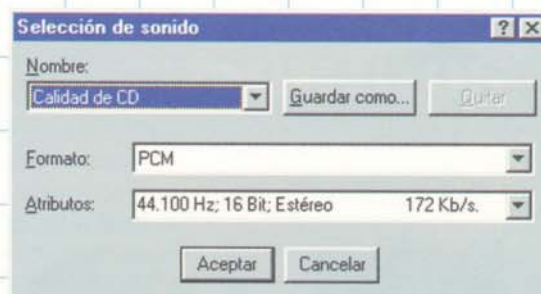 Selección de sonido
Nombre:
Calidad de CD
Guardar como...
Quitar
Formato:
PCM
Atributos:
44.100 Hz; 16 Bit; Estéreo 172 Kb/s.
Aceptar
Cancelar